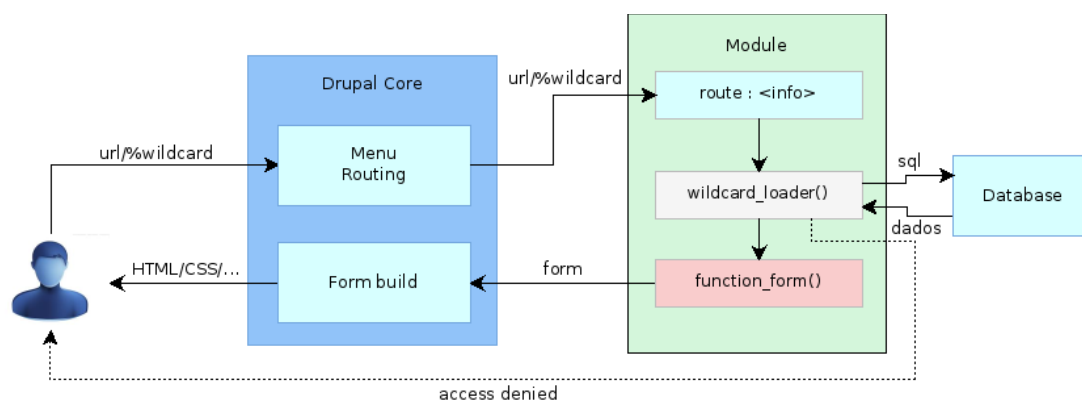 Module
Drupal Core
url/%wildcard
route : <info>
url/%wildcard
Menu
Routing
sql
wildcard_loader()
Database
dados
HTML/CSS/...
Form build
form
function_form()
access denied